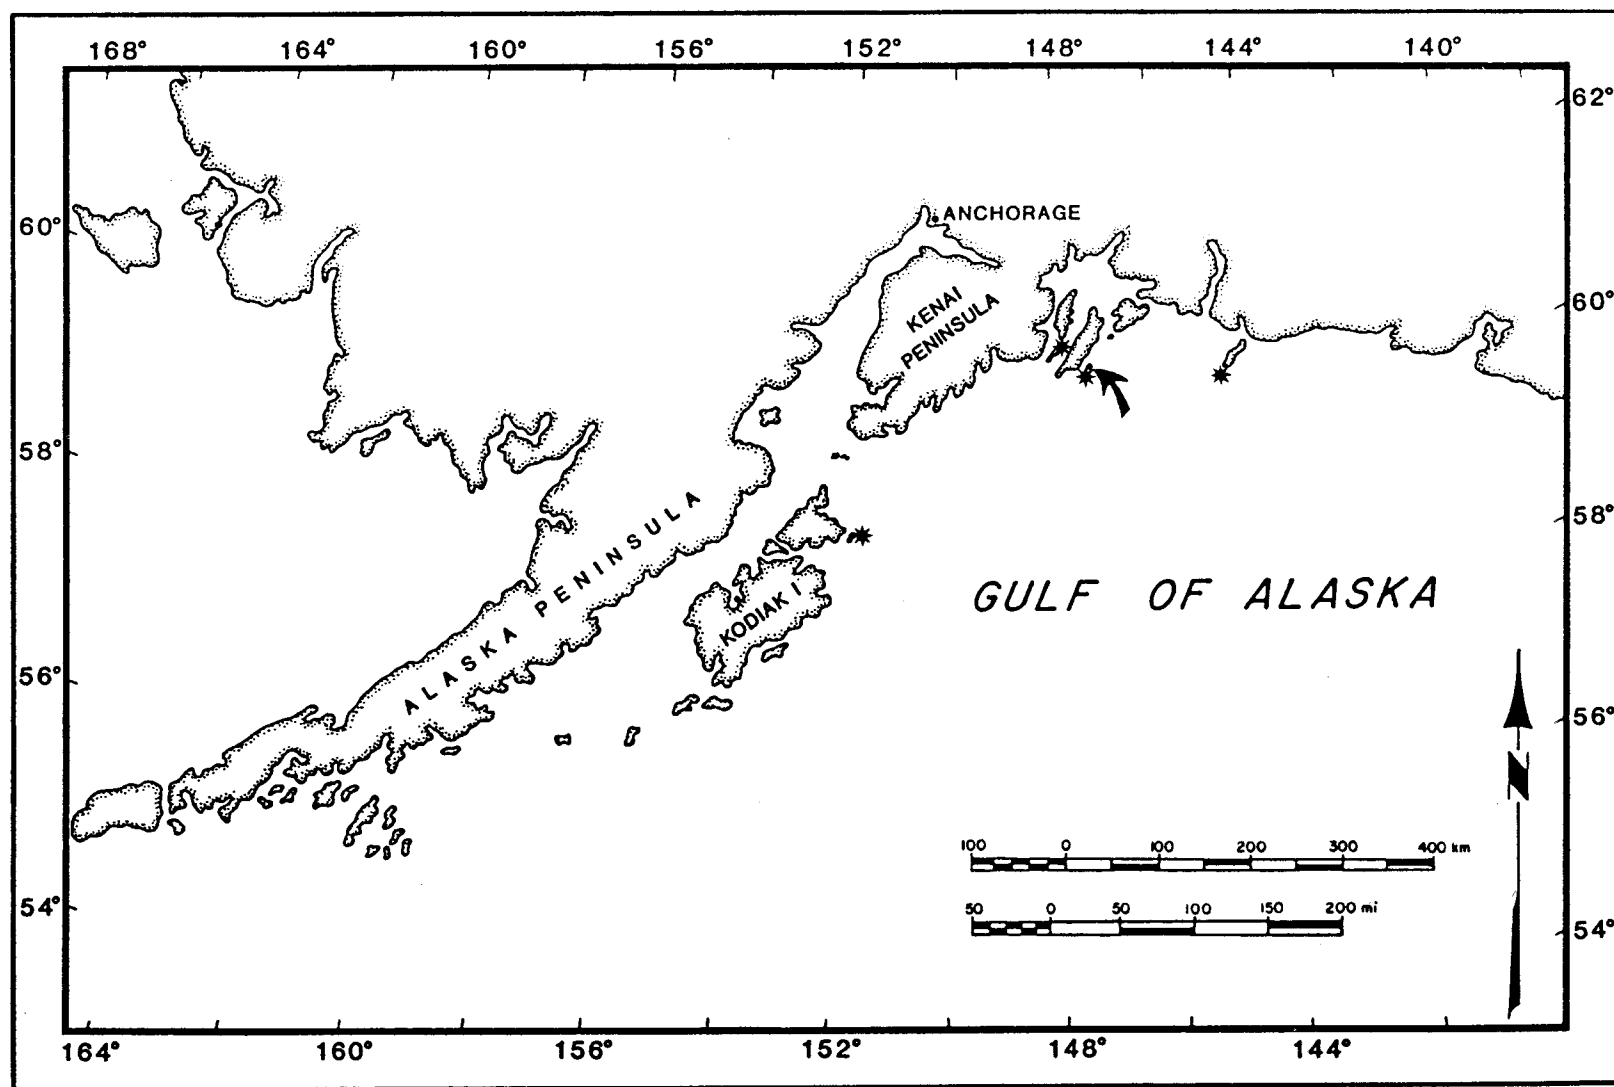 168° 164° 160° 156° 152° 148° 144° 140°
62°
60°
ANCHORAGE
60°
KENAI
PENINSULA
58°
58°
ALASKA PENINSULA
GULF OF ALASKA
KODIAK I
56°
56°
N
100 0 100 200 300 400 km
50 0 50 100 150 200 mi
54°
54°
164° 160° 156° 152° 148° 144°